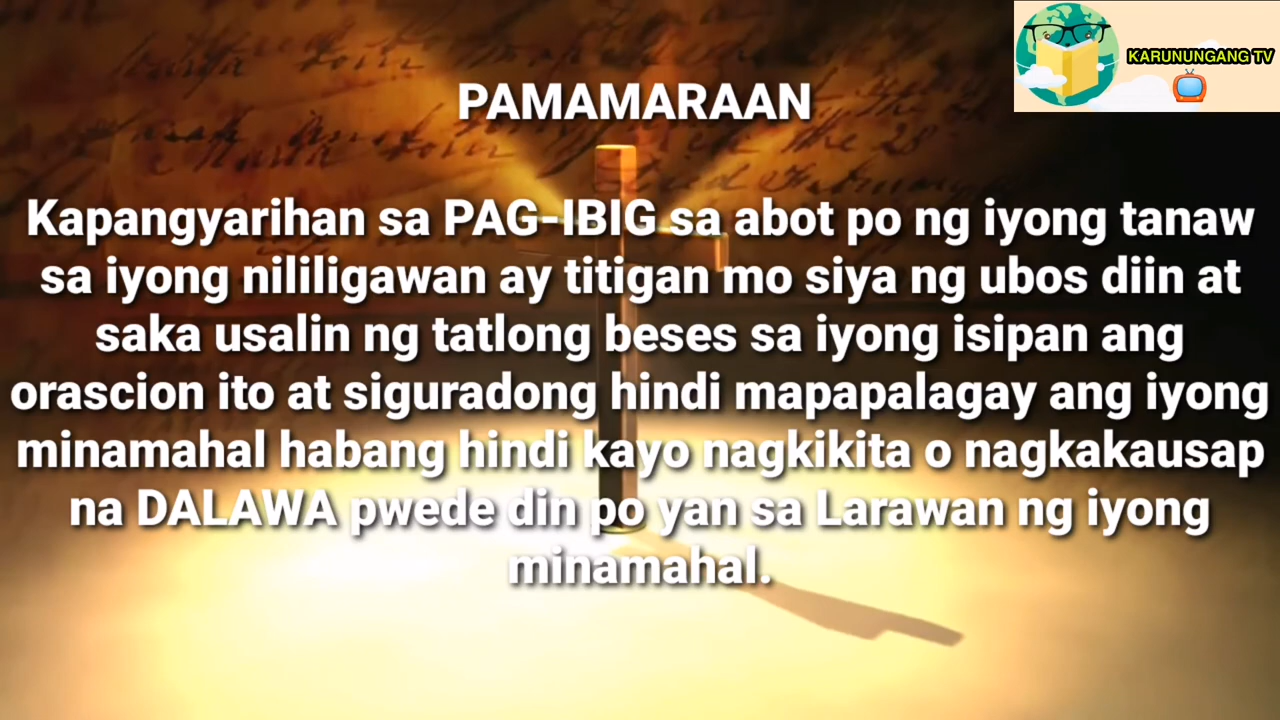 KARUNUNGANG TV
PAMAMARAAN
Kapangyarihan sa PAG-IBIG sa abot po ng iyong tanaw
sa iyong nililigawan ay titigan mo siya ng ubos diin at
saka usalin ng tatlong beses sa iyong isipan ang
orascion ito at siguradong hindi mapapalagay ang iyong
minamahal habang hindi kayo nagkikita o nagkakausap
na DALAWA pwede din po yan sa Larawan ng iyong
minamahal.